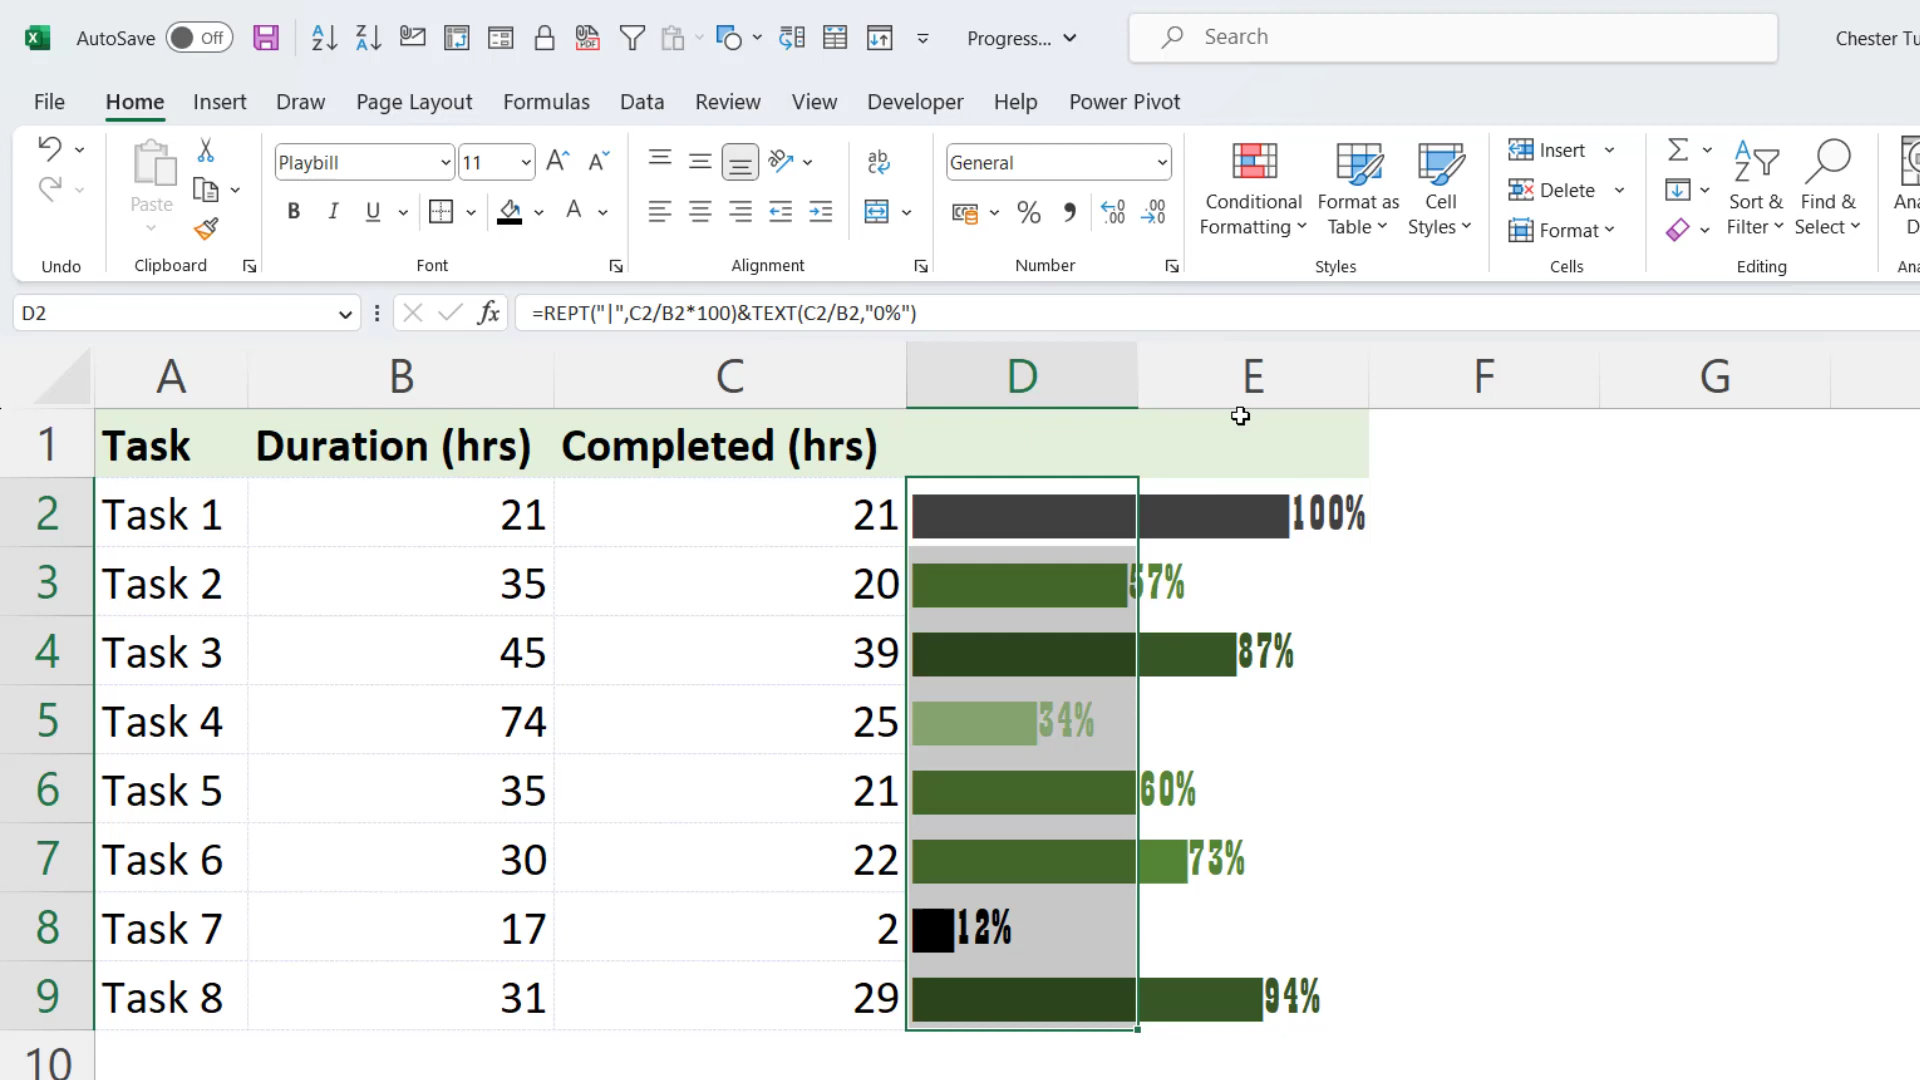 AutoSave Off Progress... Search Chester Tu
File Home Insert Draw Page Layout Formulas Data Review View Developer Help Power Pivot
Playbill 11 General Insert
Paste Conditional Formatting Format as Table Cell Styles Delete Sort & Filter Find & Select
B I U A % Format
Undo Clipboard Font Alignment Number Styles Cells Editing
D2 fx =REPT("|",C2/B2*100)&TEXT(C2/B2,"0%")
A B C D E F G
1 Task Duration (hrs) Completed (hrs)
2 Task 1 21 21 100%
3 Task 2 35 20 57%
4 Task 3 45 39 87%
5 Task 4 74 25 34%
6 Task 5 35 21 60%
7 Task 6 30 22 73%
8 Task 7 17 2 12%
9 Task 8 31 29 94%
10